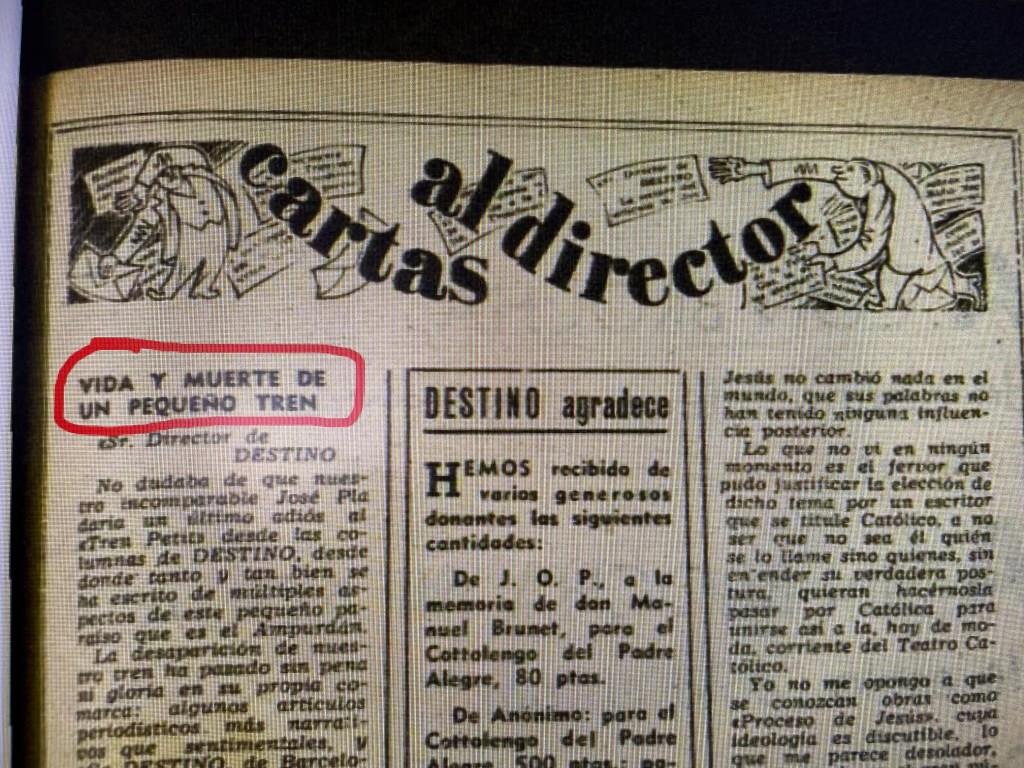 cartas al director
VIDA Y MUERTE DE
UN PEQUEÑO TREN
«Sr. Director de
DESTINO
No dudaba de que nues-
tro incomparable José Pla
daría un último adiós al
«Tren Petit» desde las co-
lumnas de DESTINO, desde
donde tanto y tan bien se
ha escrito de múltiples as-
pectos de este pequeño pa-
raíso que es el Ampurdán.
La desaparición de nues-
tro tren ha pasado sin pena
ni gloria en su propia co-
marca: algunos artículos
periodísticos más narrati-
vos que sentimentales, y
DESTINO de Barcelo-
DESTINO agradece
HEMOS recibido de
varios generosos
donantes las siguientes
cantidades:
De J. O. P., a la
memoria de don Ma-
nuel Brunet, para el
Cottolengo del Padre
Alegre, 80 ptas.
De Anónimo: para el
Cottolengo del Padre
Alegre, 500 ptas.; pa-
Jesús no cambió nada en el
mundo, que sus palabras no
han tenido ninguna influen-
cia posterior.
Lo que no vi en ningún
momento es el fervor que
pudo justificar la elección de
dicho tema por un escritor
que se titule Católico, a no
ser que no sea él quién
se lo llame sino quienes, sin
en ender su verdadera pos-
tura, quieran hacérnosla
pasar por Católica para
unirse así a la, hoy de mo-
da, corriente del Teatro Ca-
tólico.
Yo no me opongo a que
se conozcan obras como
«Proceso de Jesús», cuya
ideología es discutible, lo
que me parece desolador,